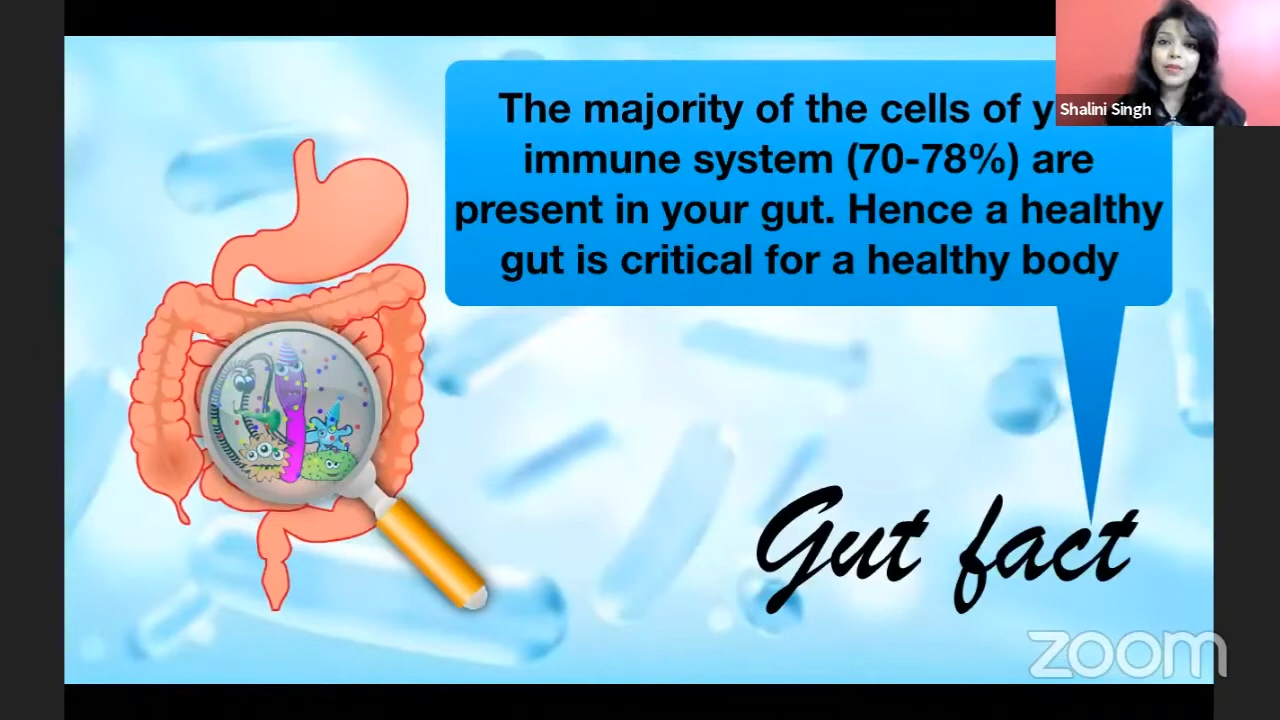 The majority of the cells of y
immune system (70-78%) are
present in your gut. Hence a healthy
gut is critical for a healthy body
Shalini Singh
Gut fact
zoom